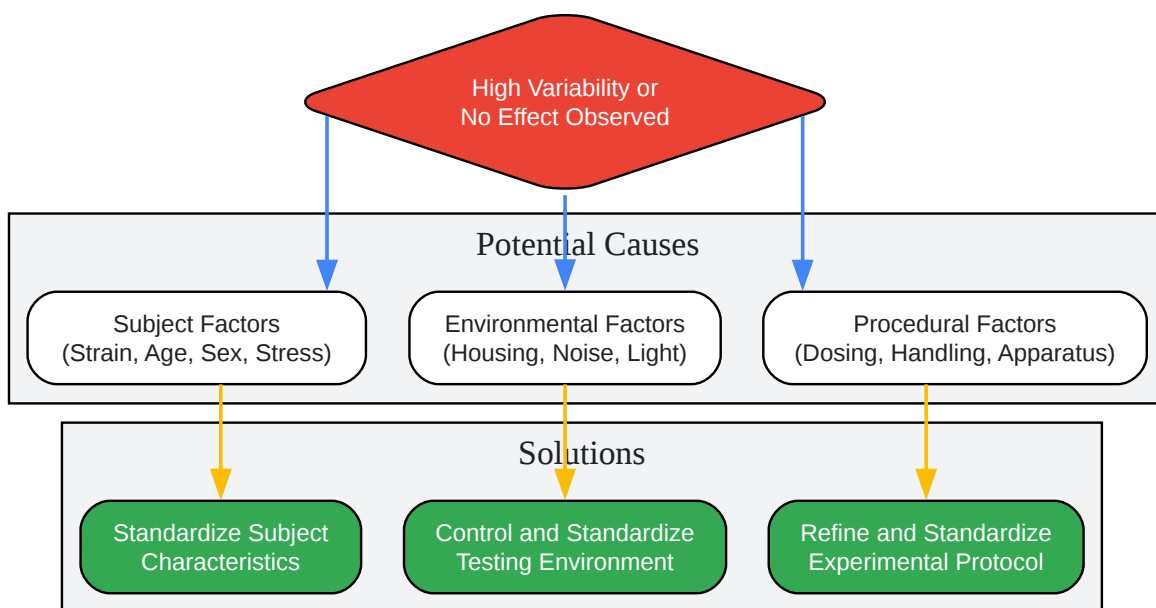 High Variability or
No Effect Observed
Potential Causes
Subject Factors
(Strain, Age, Sex, Stress)
Environmental Factors
(Housing, Noise, Light)
Procedural Factors
(Dosing, Handling, Apparatus)
Solutions
Standardize Subject
Characteristics
Control and Standardize
Testing Environment
Refine and Standardize
Experimental Protocol